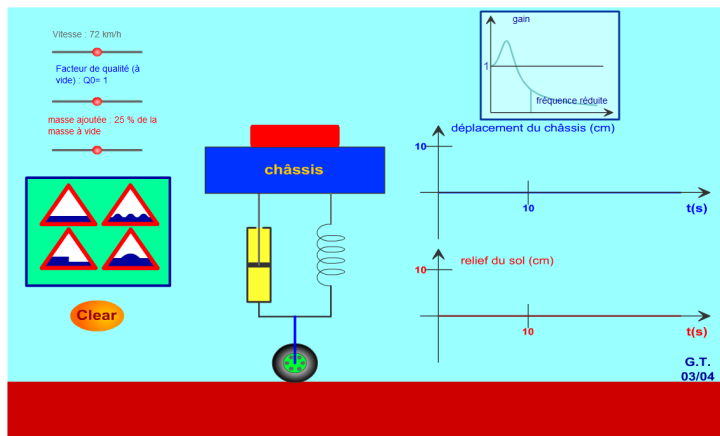 Vitesse : 72 km/h
Facteur de qualité (à
vide) : Q0= 1
masse ajoutée : 25 % de la
masse à vide
Clear
châssis
gain
1
fréquence réduite
déplacement du châssis (cm)
10
10
t(s)
relief du sol (cm)
10
10
t(s)
G.T.
03/04